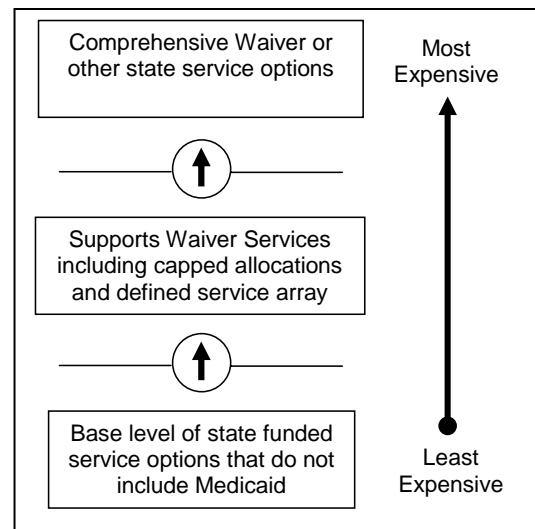 Comprehensive Waiver or
other state service options
Most
Expensive
Supports Waiver Services
including capped allocations
and defined service array
Base level of state funded
service options that do not
include Medicaid
Least
Expensive